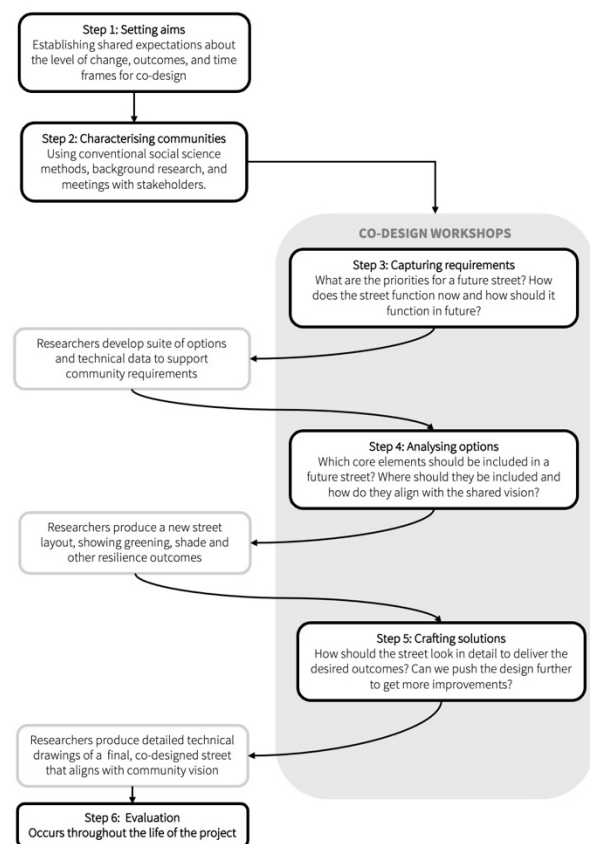 Step 1: Setting aims
Establishing shared expectations about
the level of change, outcomes, and time
frames for co-design
Step 2: Characterising communities
Using conventional social science
methods, background research, and
meetings with stakeholders.
CO-DESIGN WORKSHOPS
Step 3: Capturing requirements
What are the priorities for a future street? How
does the street function now and how should it
function in future?
Researchers develop suite of options
and technical data to support
community requirements
Step 4: Analysing options
Which core elements should be included in a
future street? Where should they be included and
how do they align with the shared vision?
Researchers produce a new street
layout, showing greening, shade and
other resilience outcomes
Step 5: Crafting solutions
How should the street look in detail to deliver the
desired outcomes? Can we push the design further
to get more improvements?
Researchers produce detailed technical
drawings of a final, co-designed street
that aligns with community vision
Step 6: Evaluation
Occurs throughout the life of the project